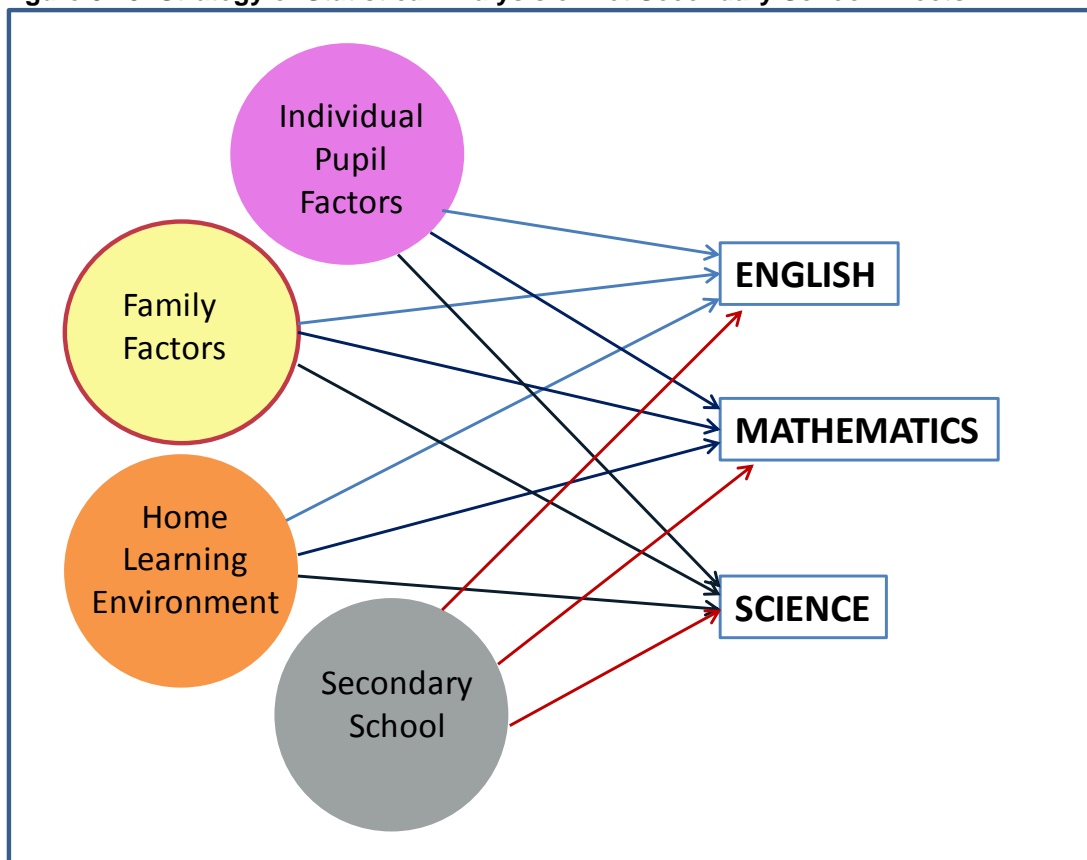 Individual
Pupil
Factors
Family
Factors
Home
Learning
Environment
Secondary
School
ENGLISH
MATHEMATICS
SCIENCE